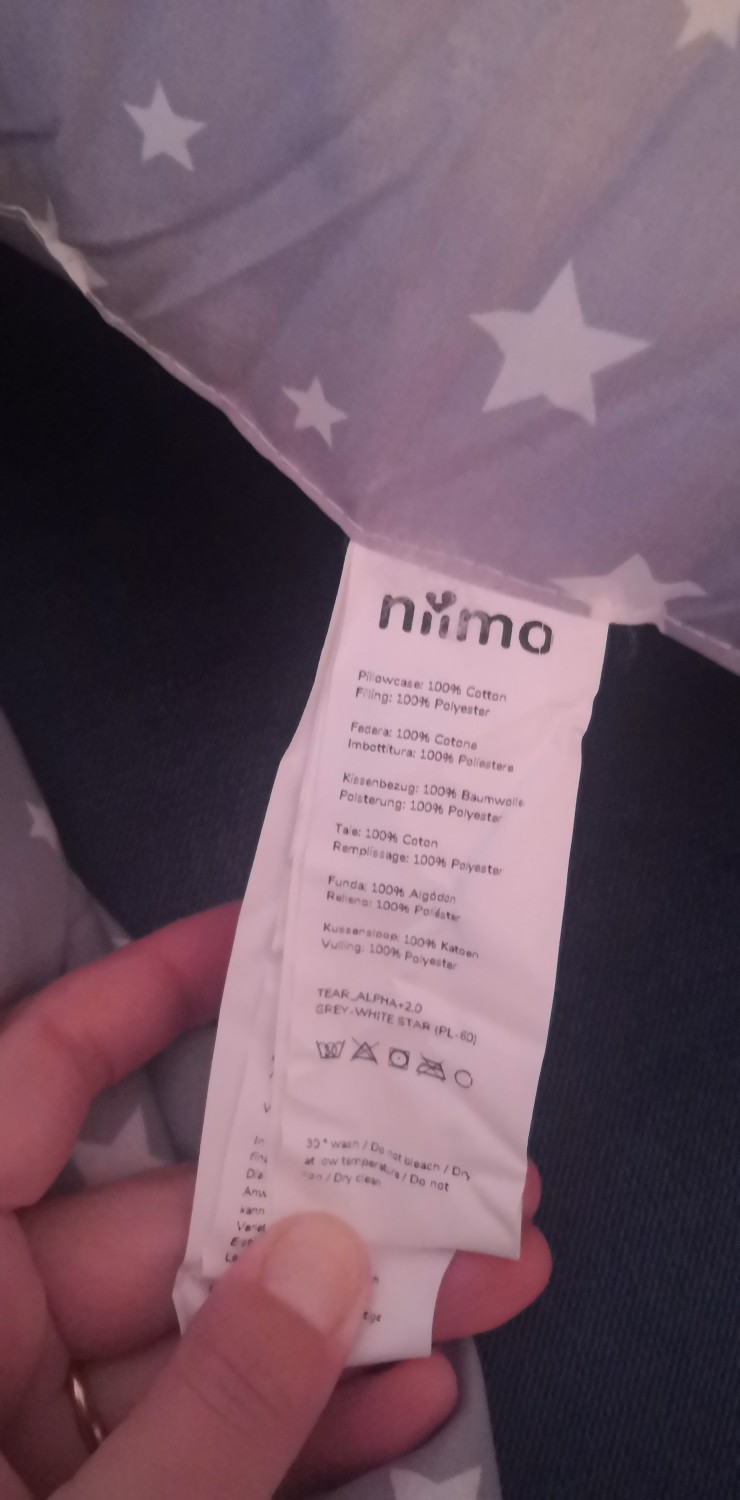 niimo
Pillowcase: 100% Cotton
Filling: 100% Polyester
Federa: 100% Cotone
Imbottitura: 100% Poliestere
Kissenbezug: 100% Baumwolle
Polsterung: 100% Polyester
Taie: 100% Coton
Remplissage: 100% Polyester
Funda: 100% Algodón
Relleno: 100% Poliéster
Kussensloop: 100% Katoen
Vulling: 100% Polyester
TEAR_ALPHA+2.0
GREY-WHITE STAR (PL-60)
30
30° wash / Do not bleach / Dry
at low temperature / Do not
/ Dry clean
Die
kann